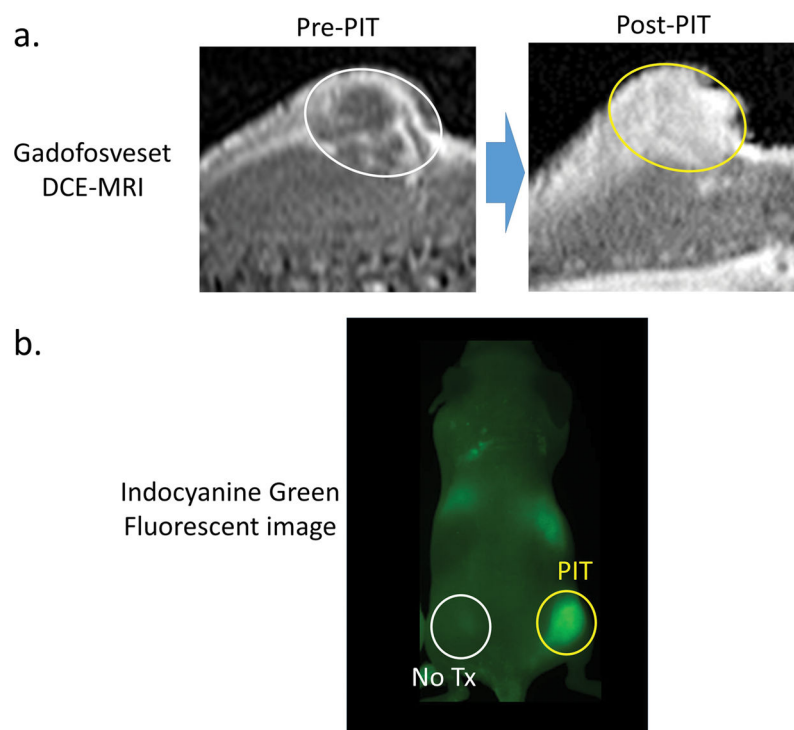 a.
Pre-PIT
Post-PIT
Gadofosveset
DCE-MRI
b.
Indocyanine Green
Fluorescent image
PIT
No Tx